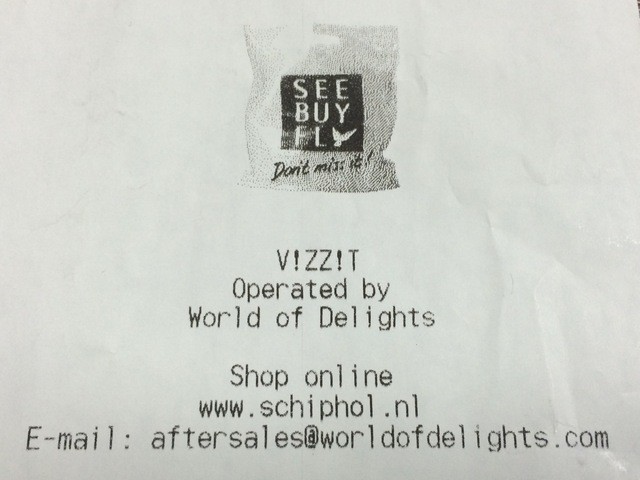 SEE
BUY
FLY
Don't miss it!
V!ZZ!T
Operated by
World of Delights
Shop online
www.schiphol.nl
E-mail: aftersales@worldofdelights.com